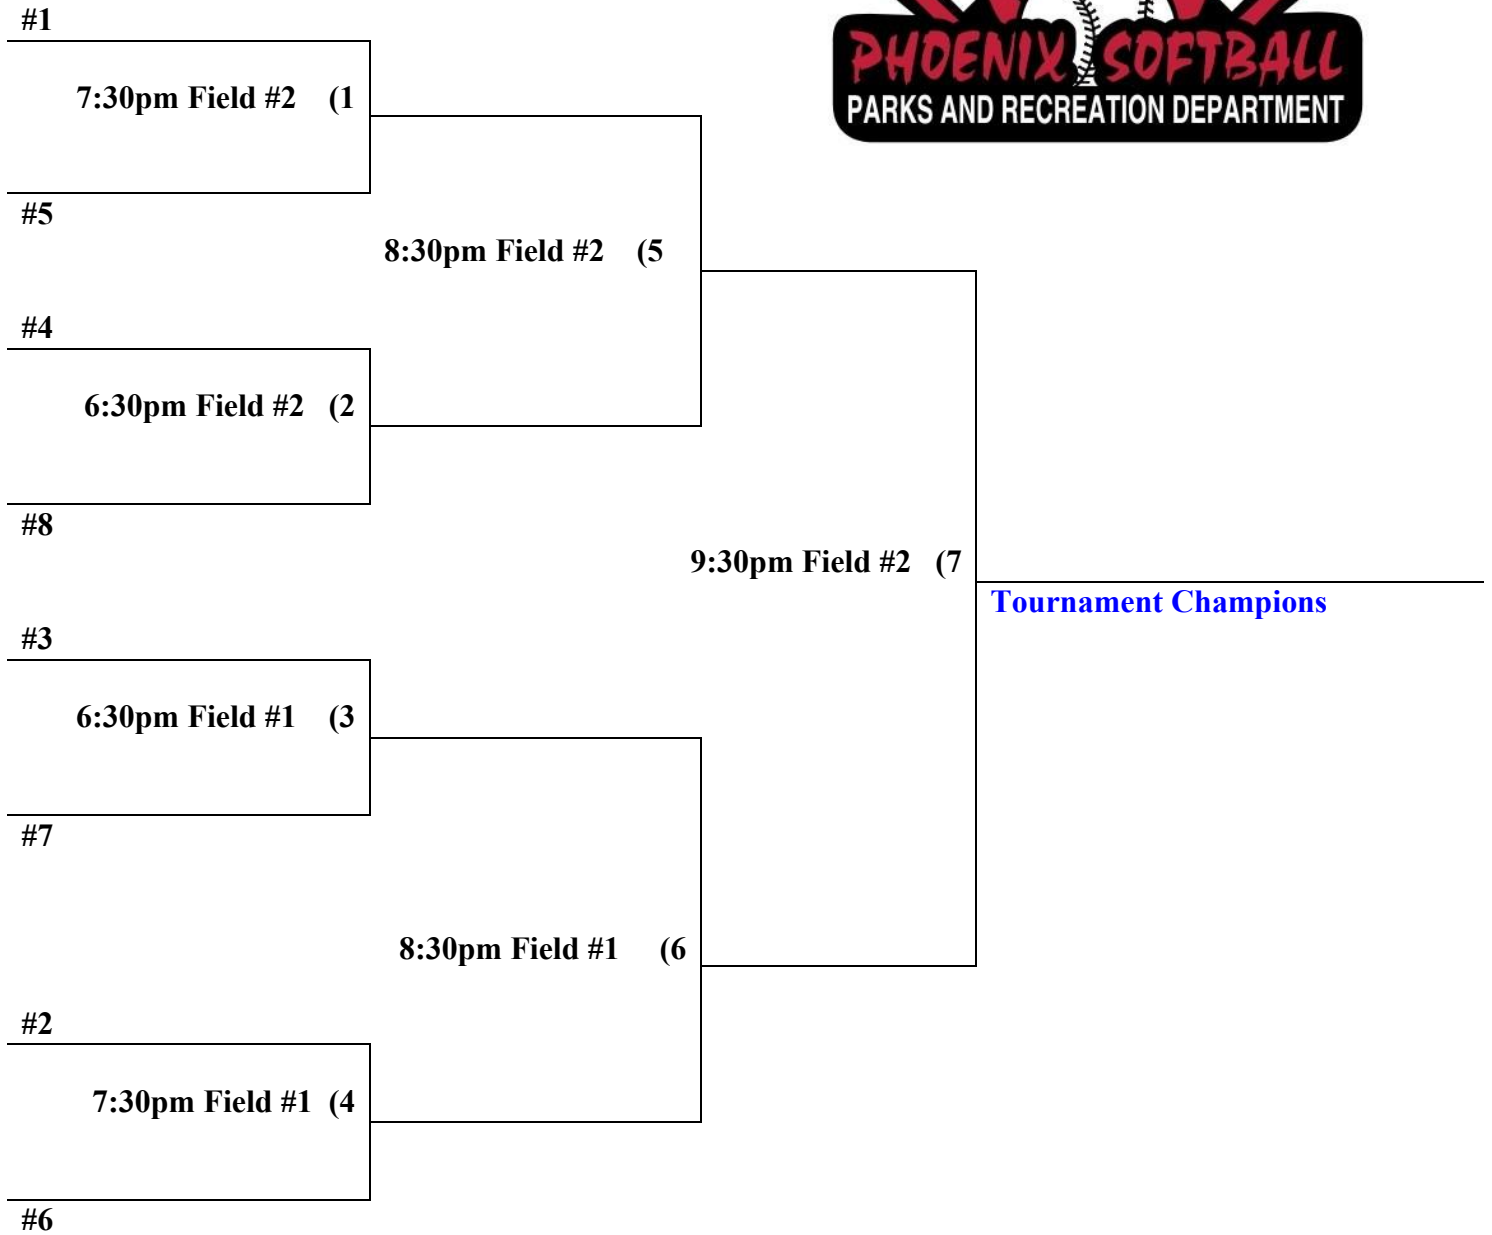 #1
PHOENIX SOFTBALL
PARKS AND RECREATION DEPARTMENT
7:30pm Field #2 (1
#5
8:30pm Field #2 (5
#4
6:30pm Field #2 (2
#8
9:30pm Field #2 (7
Tournament Champions
#3
6:30pm Field #1 (3
#7
8:30pm Field #1 (6
#2
7:30pm Field #1 (4
#6